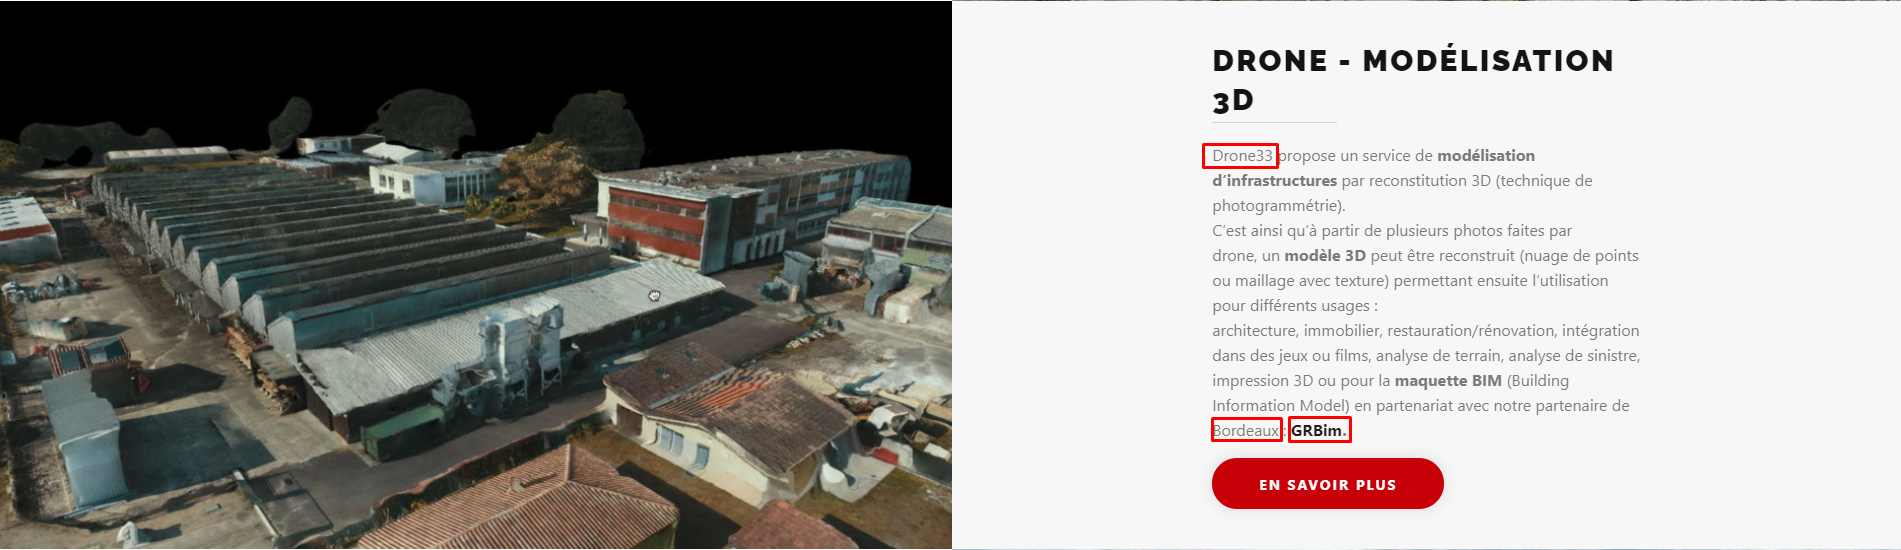 DRONE - MODÉLISATION
3D
Drone33 propose un service de modélisation
d’infrastructures par reconstitution 3D (technique de
photogrammétrie).
C’est ainsi qu’à partir de plusieurs photos faites par
drone, un modèle 3D peut être reconstruit (nuage de points
ou maillage avec texture) permettant ensuite l’utilisation
pour différents usages :
architecture, immobilier, restauration/rénovation, intégration
dans des jeux ou films, analyse de terrain, analyse de sinistre,
impression 3D ou pour la maquette BIM (Building
Information Model) en partenariat avec notre partenaire de
Bordeaux : GRBim.
EN SAVOIR PLUS